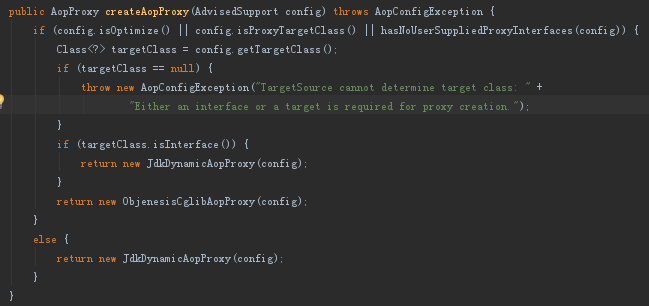 public AopProxy createAopProxy(AdvisedSupport config) throws AopConfigException {
if (config.isOptimize() || config.isProxyTargetClass() || hasNoUserSuppliedProxyInterfaces(config)) {
Class<?> targetClass = config.getTargetClass();
if (targetClass == null) {
throw new AopConfigException("TargetSource cannot determine target class: " +
"Either an interface or a target is required for proxy creation.");
}
if (targetClass.isInterface()) {
return new JdkDynamicAopProxy(config);
}
return new ObjenesisCglibAopProxy(config);
}
else {
return new JdkDynamicAopProxy(config);
}
}